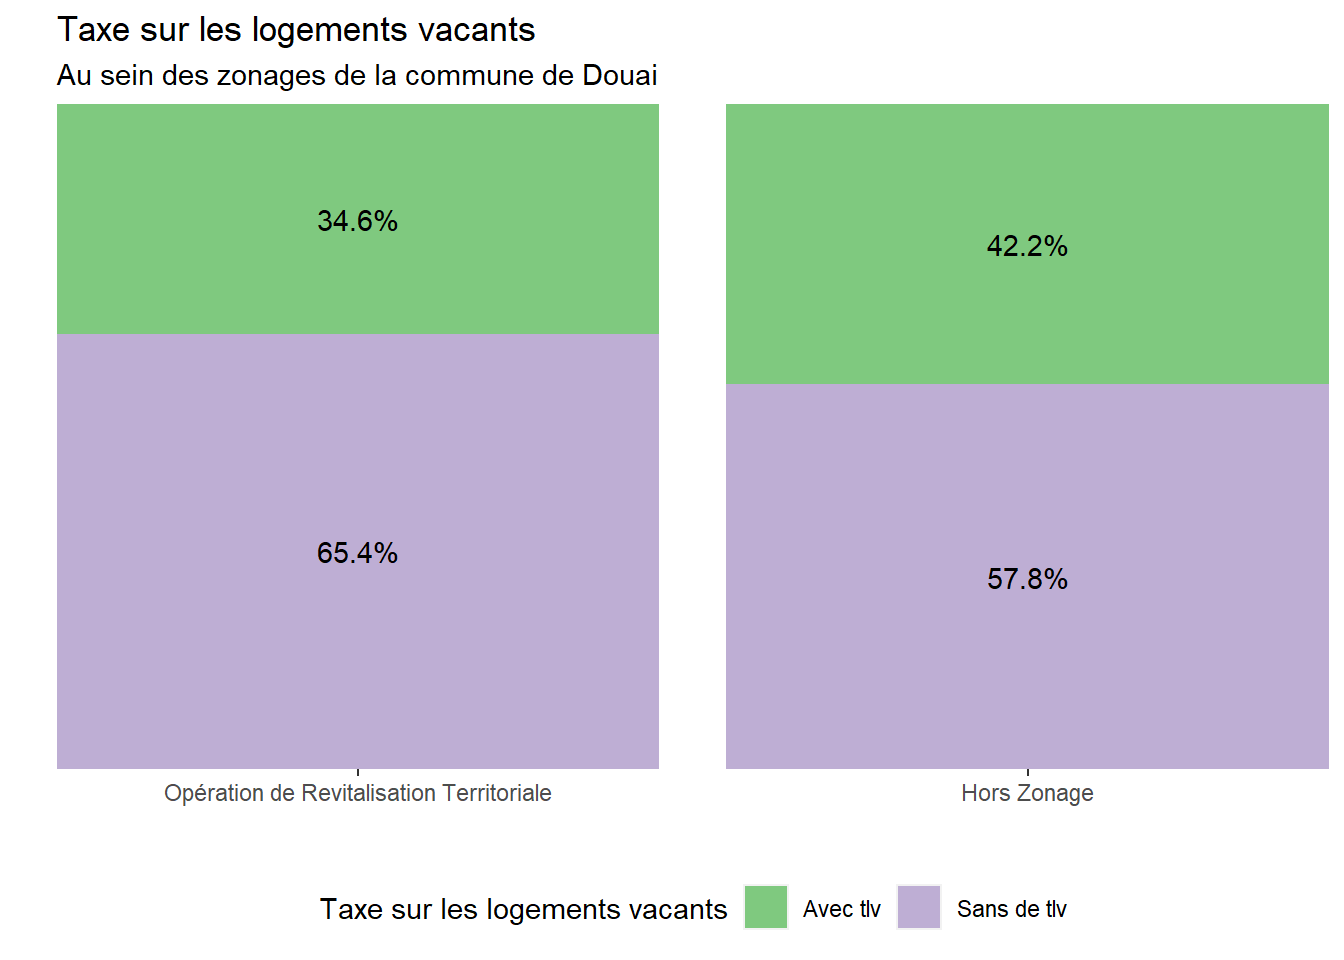 Taxe sur les logements vacants
Au sein des zonages de la commune de Douai
34.6%
42.2%
65.4%
57.8%
Opération de Revitalisation Territoriale
Hors Zonage
Taxe sur les logements vacants Avec tlv Sans de tlv